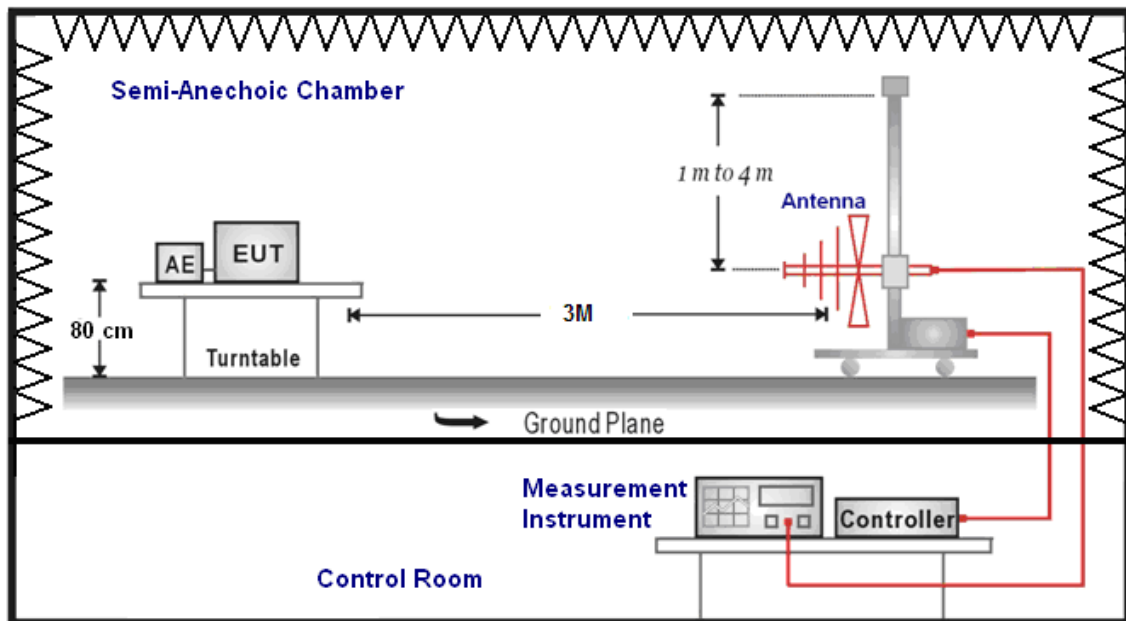 Semi-Anechoic Chamber
1 m to 4 m
Antenna
EUT
AE
80 cm
3M
Turntable
Ground Plane
Measurement
Instrument
Controller
Control Room